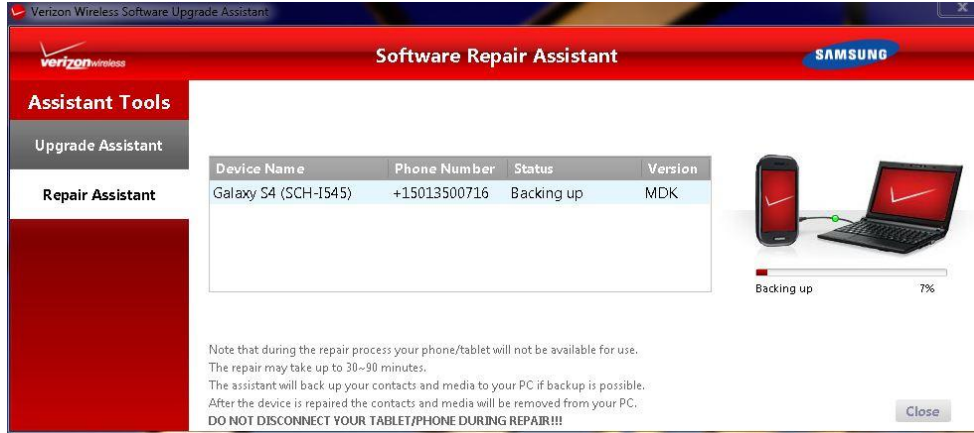 Verizon Wireless Software Upgrade Assistant
verizonwireless
Software Repair Assistant
SAMSUNG
Assistant Tools
Upgrade Assistant
Repair Assistant
Device Name Phone Number Status Version
Galaxy S4 (SCH-I545) +15013500716 Backing up MDK
Backing up 7%
Note that during the repair process your phone/tablet will not be available for use.
The repair may take up to 30~90 minutes.
The assistant will back up your contacts and media to your PC if backup is possible.
After the device is repaired the contacts and media will be removed from your PC.
DO NOT DISCONNECT YOUR TABLET/PHONE DURING REPAIR!!!
Close